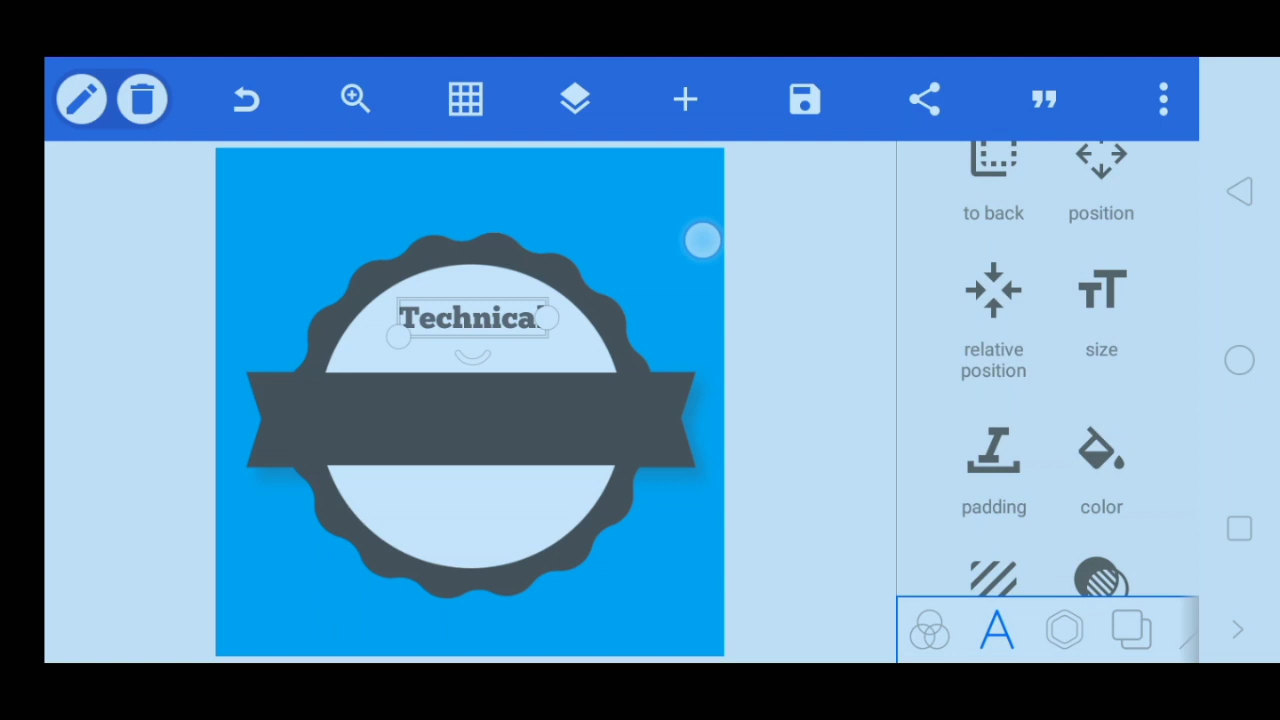 to back
position
Technical
relative
position
size
padding
color